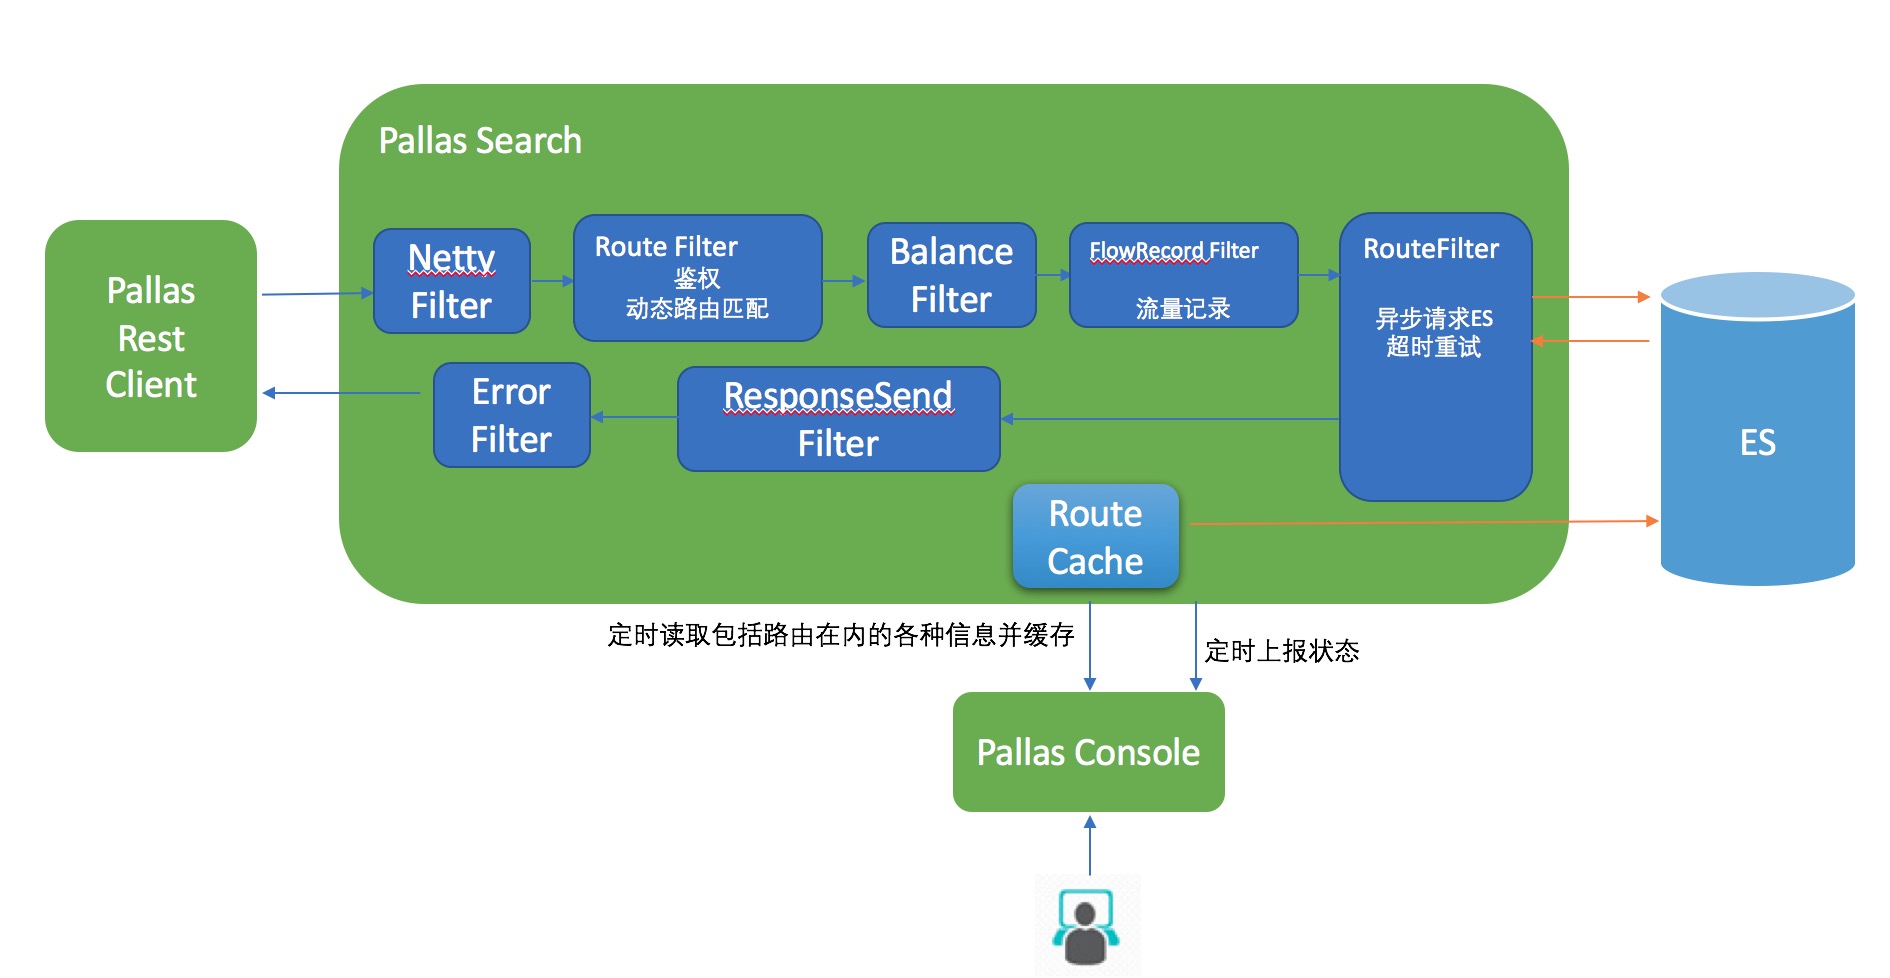 Pallas Search
Pallas
Rest
Client
Netty
Filter
Route Filter
鉴权
动态路由匹配
Balance
Filter
FlowRecord Filter
流量记录
RouteFilter
异步请求ES
超时重试
Error
Filter
ResponseSend
Filter
ES
Route
Cache
定时读取包括路由在内的各种信息并缓存
定时上报状态
Pallas Console